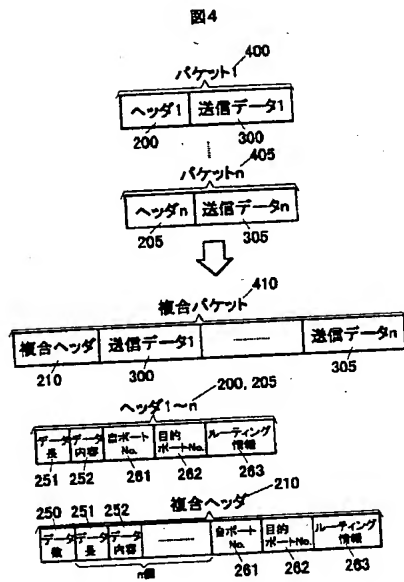 図4
400
パケット1
ヘッダ1 送信データ1
200 300
405
パケットn
ヘッダn 送信データn
205 305
410
複合パケット
複合ヘッダ 送信データ1 送信データn
210 300 305
200, 205
ヘッダ1~n
データ長 データ内容 自ポートNo. 目的ポートNo. ルーティング情報
251 252 261 262 263
複合ヘッダ 210
250 251 252
データ数 データ長 データ内容 自ポートNo. 目的ポートNo. ルーティング情報
n個 261 262 263